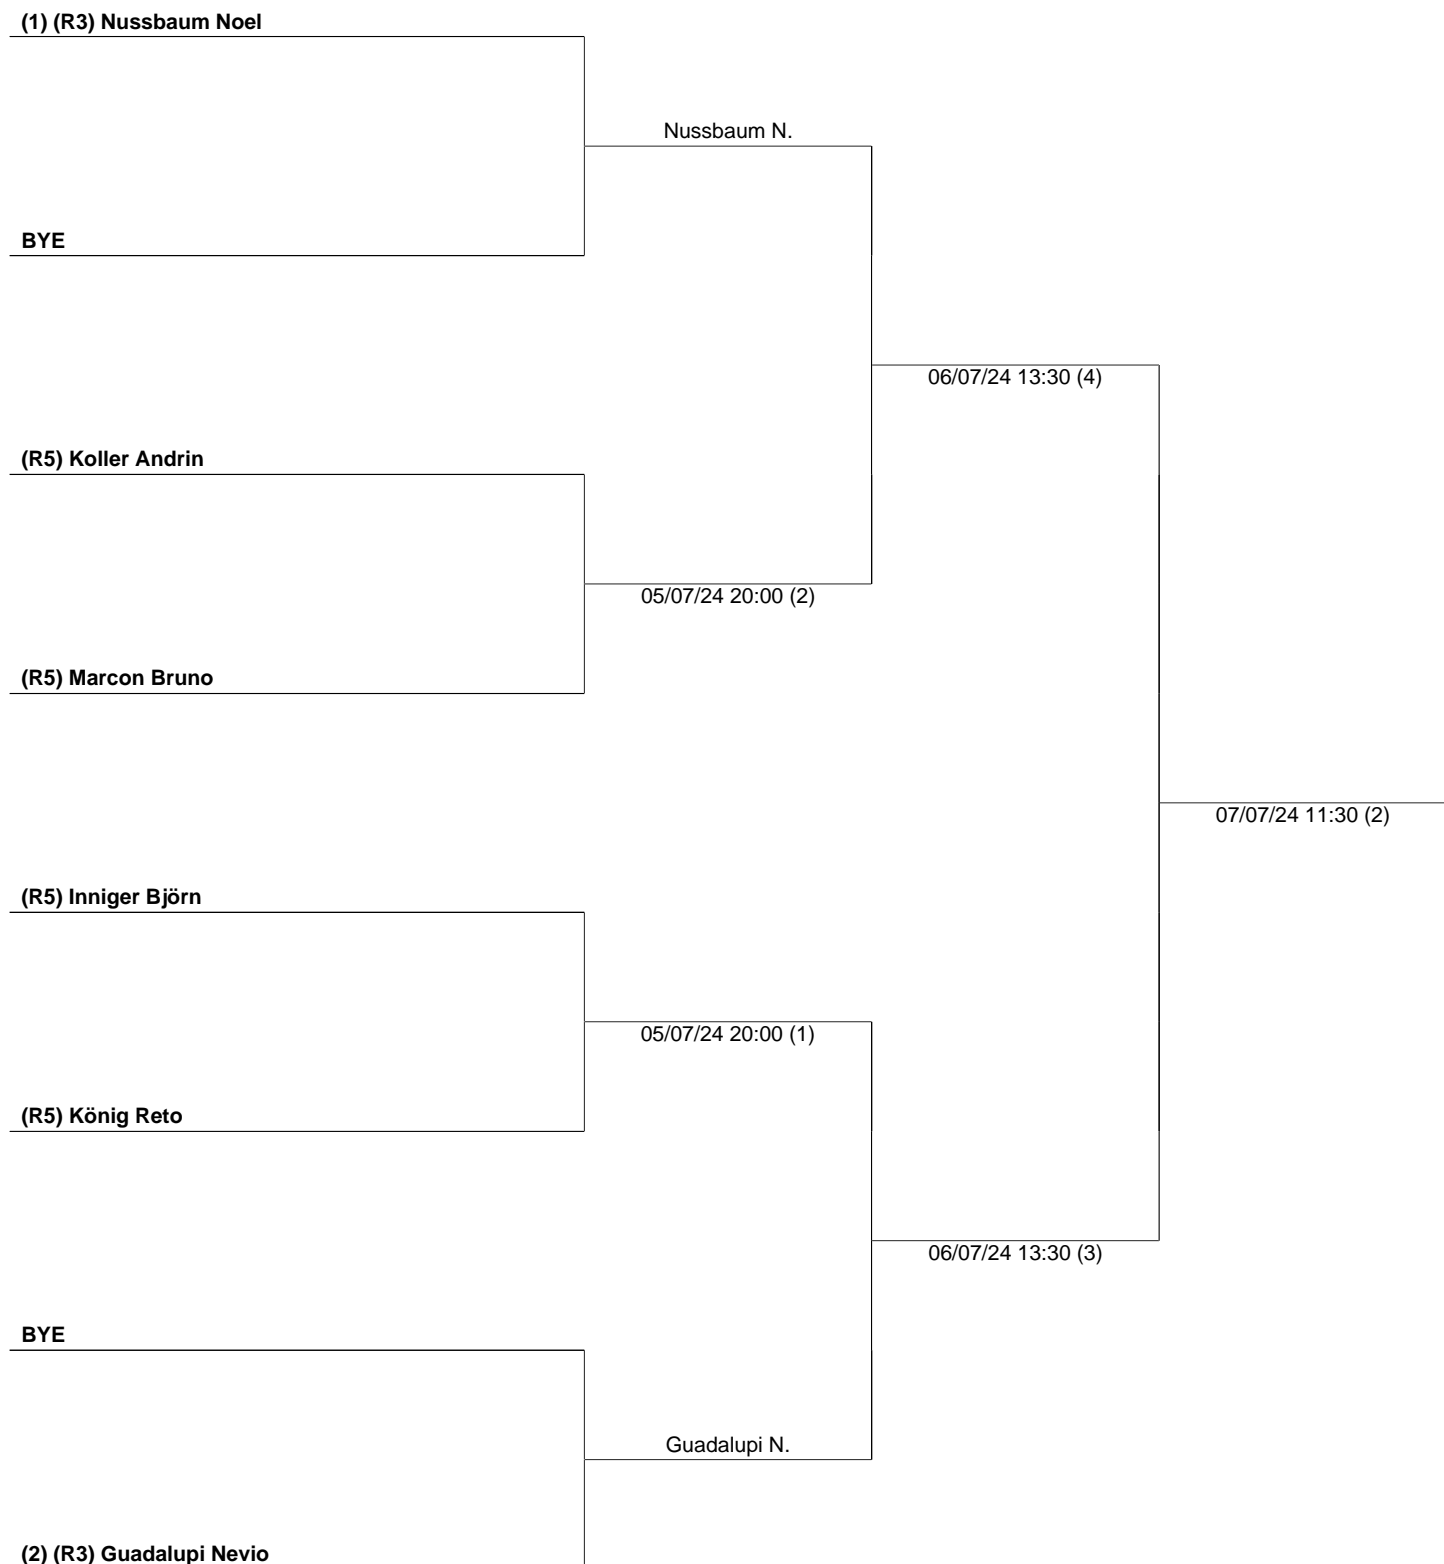 (1) (R3) Nussbaum Noel
Nussbaum N.
BYE
06/07/24 13:30 (4)
(R5) Koller Andrin
05/07/24 20:00 (2)
(R5) Marcon Bruno
07/07/24 11:30 (2)
(R5) Inniger Björn
05/07/24 20:00 (1)
(R5) König Reto
06/07/24 13:30 (3)
BYE
Guadalupi N.
(2) (R3) Guadalupi Nevio